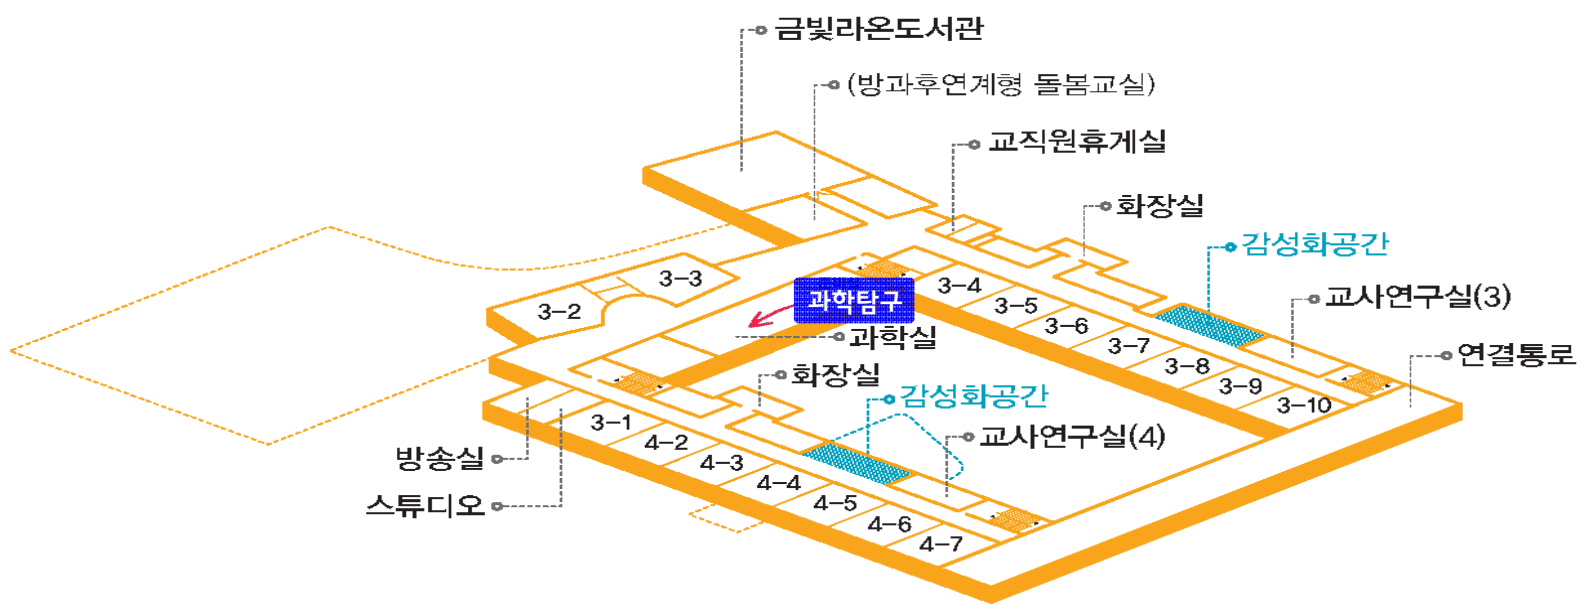 금빛라온도서관
(방과후연계형 돌봄교실)
교직원휴게실
화장실
감성화공간
교사연구실(3)
연결통로
3-3
3-2
3-4
3-5
3-6
3-7
3-8
3-9
3-10
과학탐구
과학실
화장실
감성화공간
교사연구실(4)
3-1
4-2
4-3
4-4
4-5
4-6
4-7
방송실
스튜디오